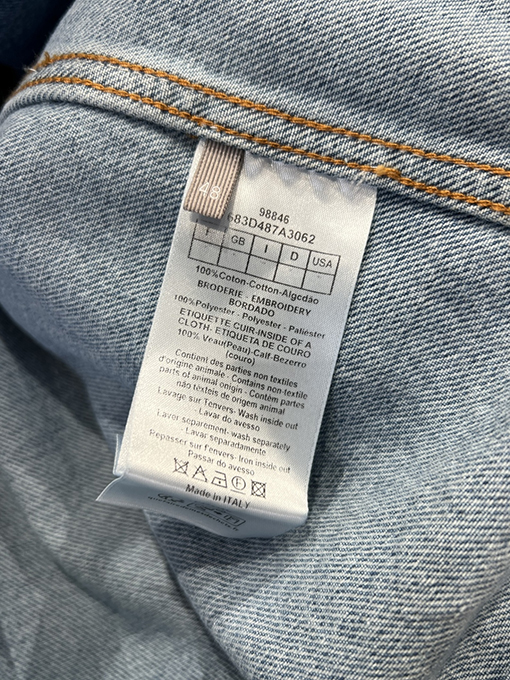 48
98846
683D487A3062
F GB I D USA
100%Coton-Cotton-Algodão
BRODERIE - EMBROIDERY
BORDADO
100%Polyester - Polyester - Paliéster
ETIQUETTE CUIR-INSIDE OF A
CLOTH- ETIQUETA DE COURO
100% Veau(Peau)-Calf-Bezerro
(couro)
Contient des parties non textiles
d'origine animale - Contains non-textile
parts of animal origin - Contém partes
não têxteis de origem animal
Lavage sur l'envers- Wash inside out
- Lavar do avesso
Laver separement- wash separately
- Lavar separadamente
Repasser sur l'envers- Iron inside out
Passar do avesso
Made in ITALY